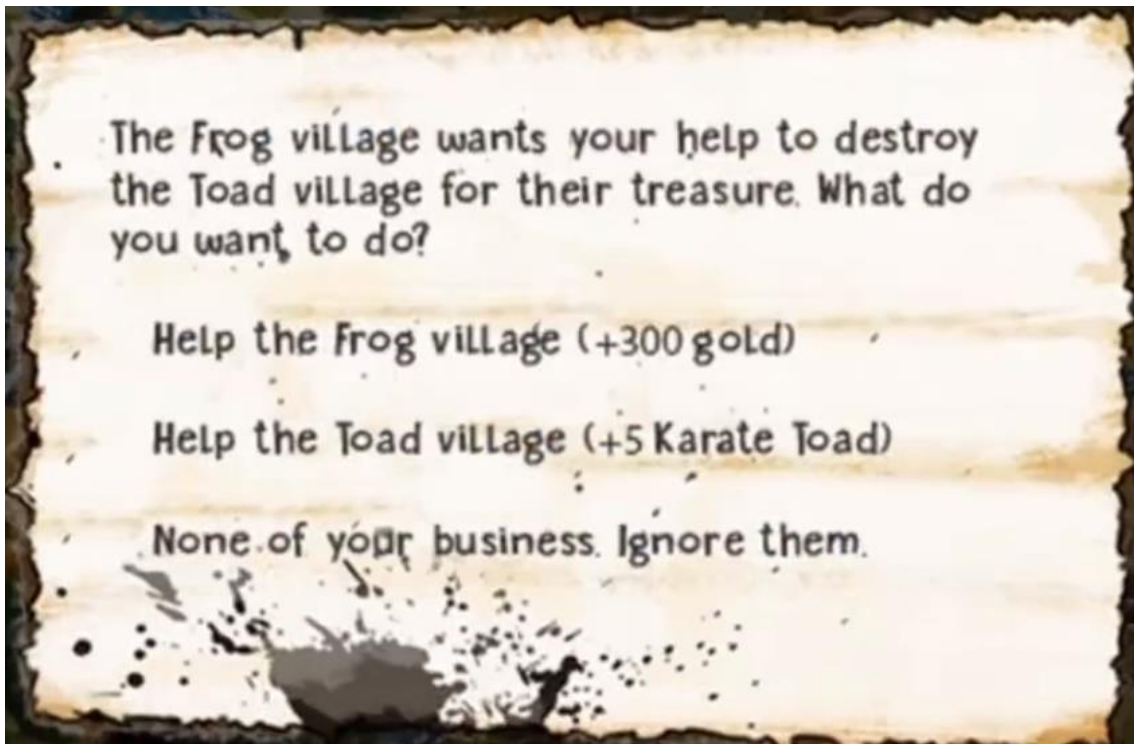 The Frog village wants your help to destroy
the Toad village for their treasure. What do
you want to do?
Help the Frog village (+300 gold)
Help the Toad village (+5 Karate Toad)
None of your business. Ignore them.